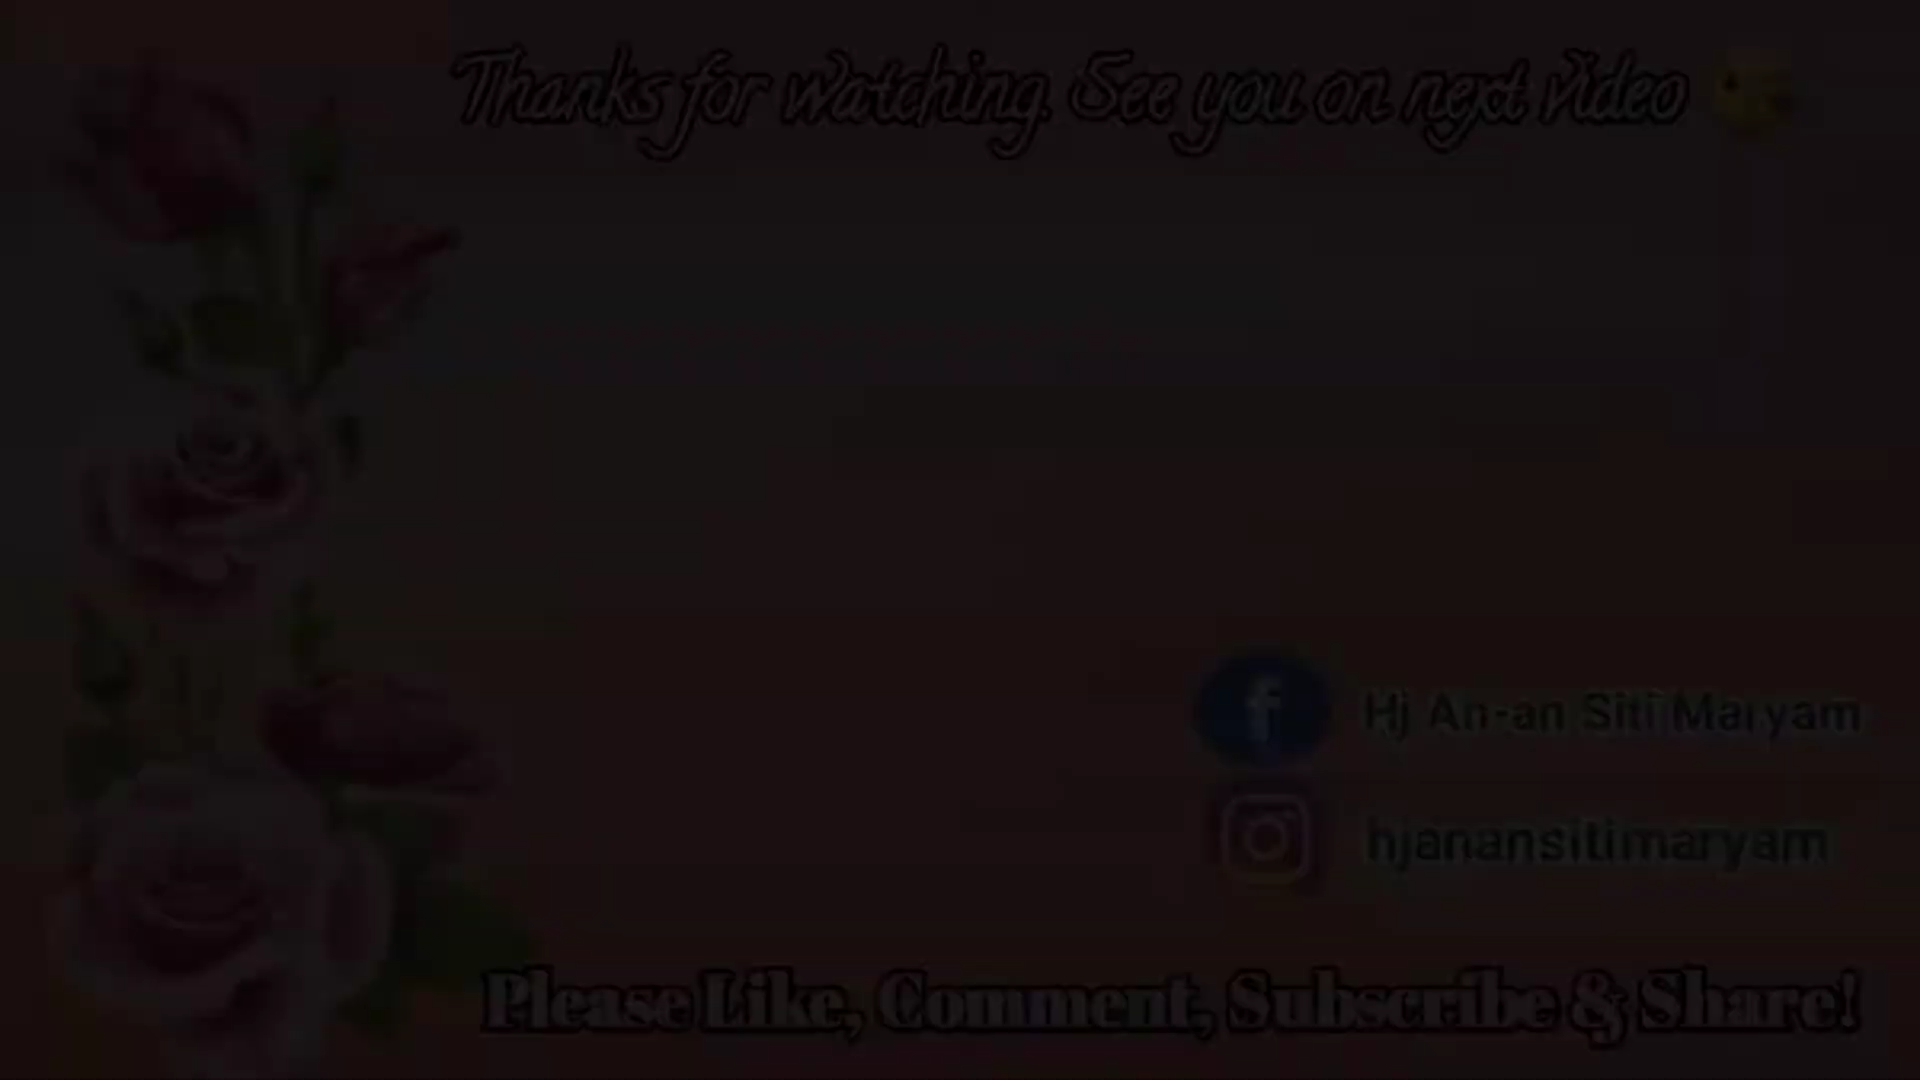 Thanks for watching. See you on next video
Hj An-an Siti Maryam
hjanansitimaryam
Please Like, Comment, Subscribe & Share!